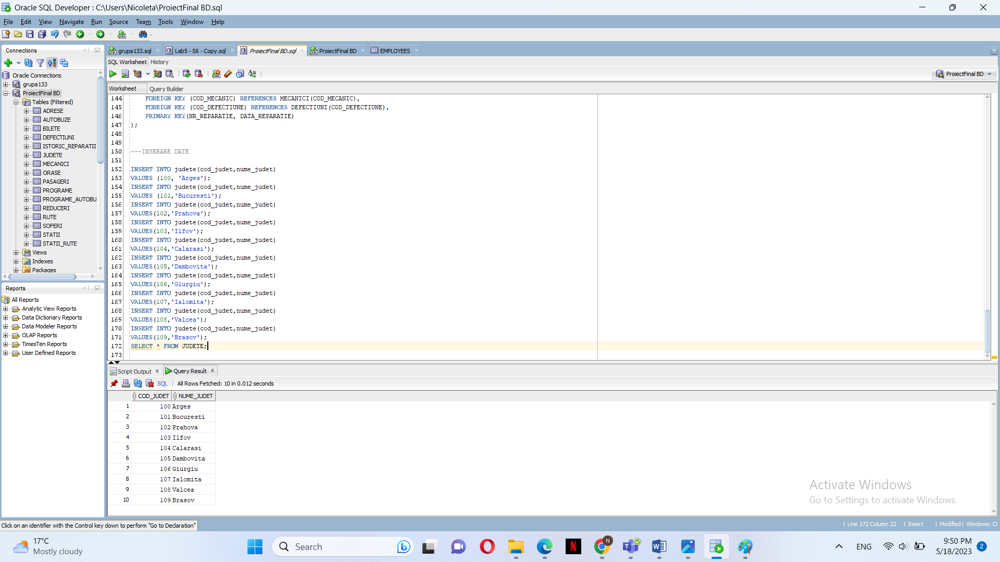 Oracle SQL Developer : C:\Users\Nicoleta\ProiectFinal BD.sql
File Edit View Navigate Run Source Team Tools Window Help
Connections
grupa133.sql
Lab5 - S6 - Copy.sql
ProiectFinal BD.sql
ProiectFinal BD
EMPLOYEES
SQL Worksheet History
ProiectFinal BD
Worksheet Query Builder
Oracle Connections
grupa133
ProiectFinal BD
Tables (Filtered)
ADRESE
AUTOBUZE
BILETE
DEFECTIUNI
ISTORIC_REPARATII
JUDETE
MECANICI
ORASE
PASAGERI
PROGRAME
PROGRAME_AUTOBU
REDUCERI
RUTE
SOFERI
STATII
STATII_RUTE
Views
Indexes
Packages
Reports
All Reports
Analytic View Reports
Data Dictionary Reports
Data Modeler Reports
OLAP Reports
TimesTen Reports
User Defined Reports
144 FOREIGN KEY (COD_MECANIC) REFERENCES MECANICI(COD_MECANIC),
145 FOREIGN KEY (COD_DEFECTIUNE) REFERENCES DEFECTIUNI(COD_DEFECTIUNE),
146 PRIMARY KEY(NR_REPARATIE, DATA_REPARATIE)
147 );
148
149
150 ---INSERARE DATE
151
152 INSERT INTO judete(cod_judet,nume_judet)
153 VALUES (100, 'Arges');
154 INSERT INTO judete(cod_judet,nume_judet)
155 VALUES (101,'Bucuresti');
156 INSERT INTO judete(cod_judet,nume_judet)
157 VALUES(102,'Prahova');
158 INSERT INTO judete(cod_judet,nume_judet)
159 VALUES(103,'Ilfov');
160 INSERT INTO judete(cod_judet,nume_judet)
161 VALUES(104,'Calarasi');
162 INSERT INTO judete(cod_judet,nume_judet)
163 VALUES(105,'Dambovita');
164 INSERT INTO judete(cod_judet,nume_judet)
165 VALUES(106,'Giurgiu');
166 INSERT INTO judete(cod_judet,nume_judet)
167 VALUES(107,'Ialomita');
168 INSERT INTO judete(cod_judet,nume_judet)
169 VALUES(108,'Valcea');
170 INSERT INTO judete(cod_judet,nume_judet)
171 VALUES(109,'Brasov');
172 SELECT * FROM JUDETE;
173
Script Output x Query Result x
SQL | All Rows Fetched: 10 in 0.012 seconds
COD_JUDET NUME_JUDET
1 100 Arges
2 101 Bucuresti
3 102 Prahova
4 103 Ilfov
5 104 Calarasi
6 105 Dambovita
7 106 Giurgiu
8 107 Ialomita
9 108 Valcea
10 109 Brasov
Activate Windows
Go to Settings to activate Windows.
Click on an identifier with the Control key down to perform "Go to Declaration"
| Line 172 Column 22 | Insert | Modified | Windows:
17°C
Mostly cloudy
Search
ENG
9:50 PM
5/18/2023
2